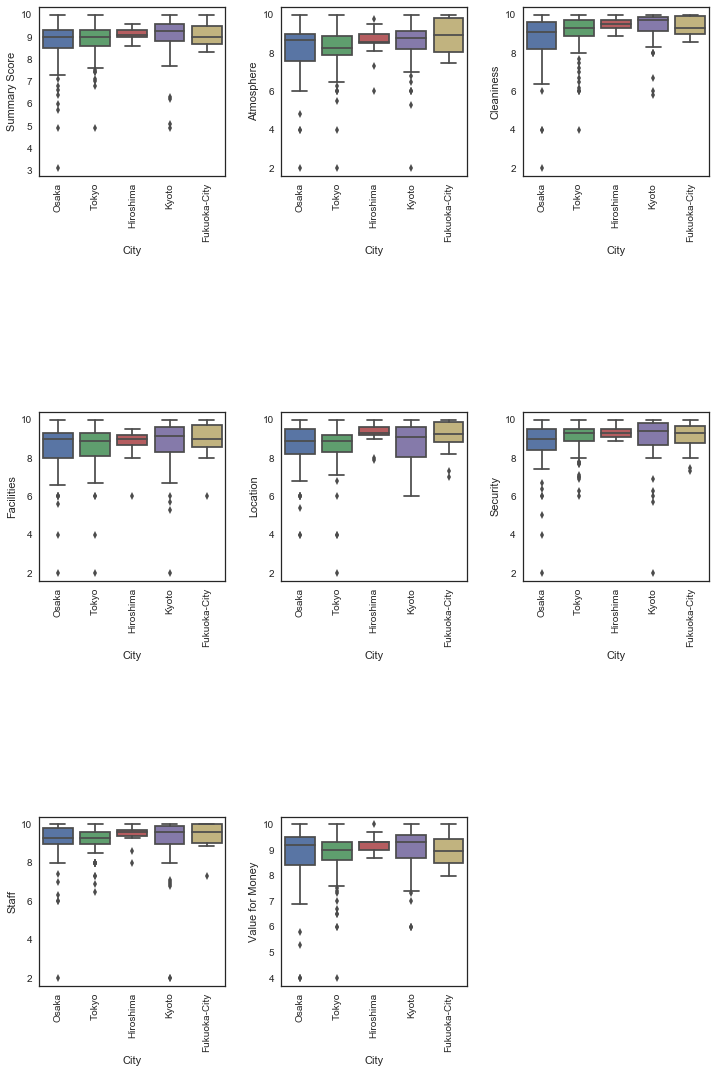 Summary Score
10
9
8
7
6
5
4
3
Osaka
Tokyo
Hiroshima
Kyoto
Fukuoka-City
City
Atmosphere
10
8
6
4
2
Osaka
Tokyo
Hiroshima
Kyoto
Fukuoka-City
City
Cleaniness
10
8
6
4
2
Osaka
Tokyo
Hiroshima
Kyoto
Fukuoka-City
City
Facilities
10
8
6
4
2
Osaka
Tokyo
Hiroshima
Kyoto
Fukuoka-City
City
Location
10
8
6
4
2
Osaka
Tokyo
Hiroshima
Kyoto
Fukuoka-City
City
Security
10
8
6
4
2
Osaka
Tokyo
Hiroshima
Kyoto
Fukuoka-City
City
Staff
10
8
6
4
2
Osaka
Tokyo
Hiroshima
Kyoto
Fukuoka-City
City
Value for Money
10
9
8
7
6
5
4
Osaka
Tokyo
Hiroshima
Kyoto
Fukuoka-City
City